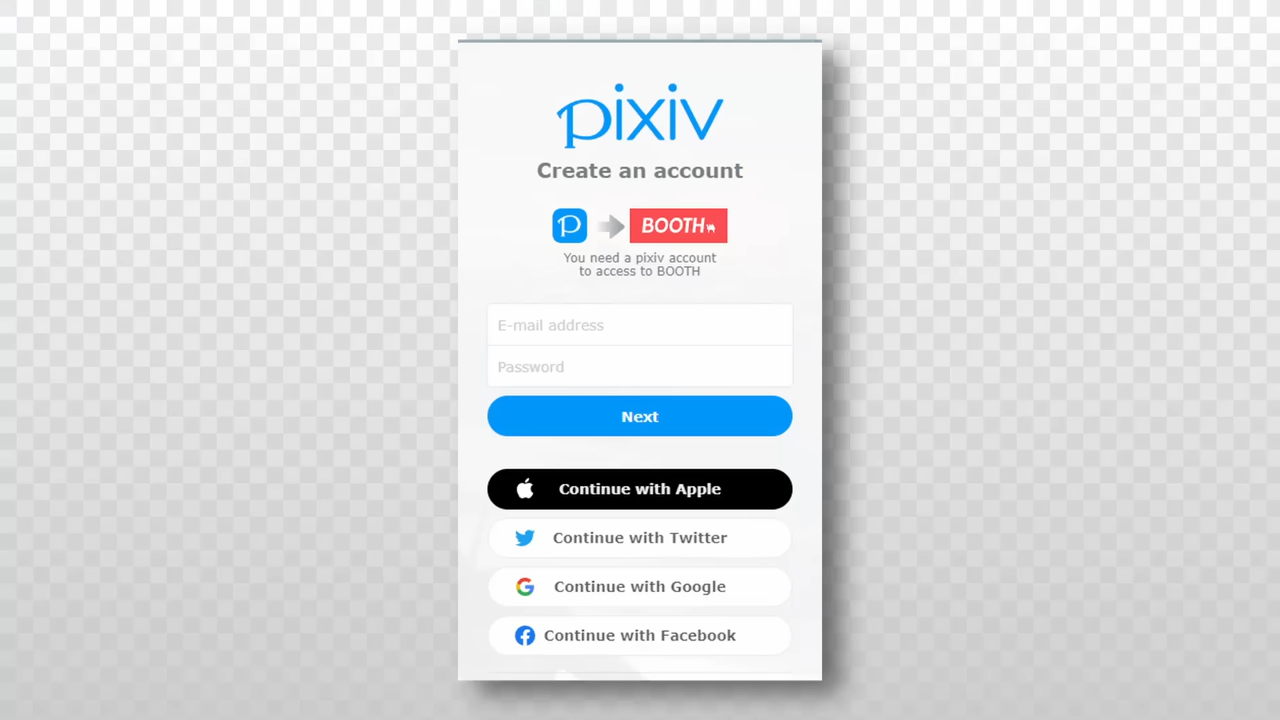 pixiv
Create an account
p BOOTH
You need a pixiv account
to access to BOOTH
E-mail address
Password
Next
Continue with Apple
Continue with Twitter
Continue with Google
Continue with Facebook